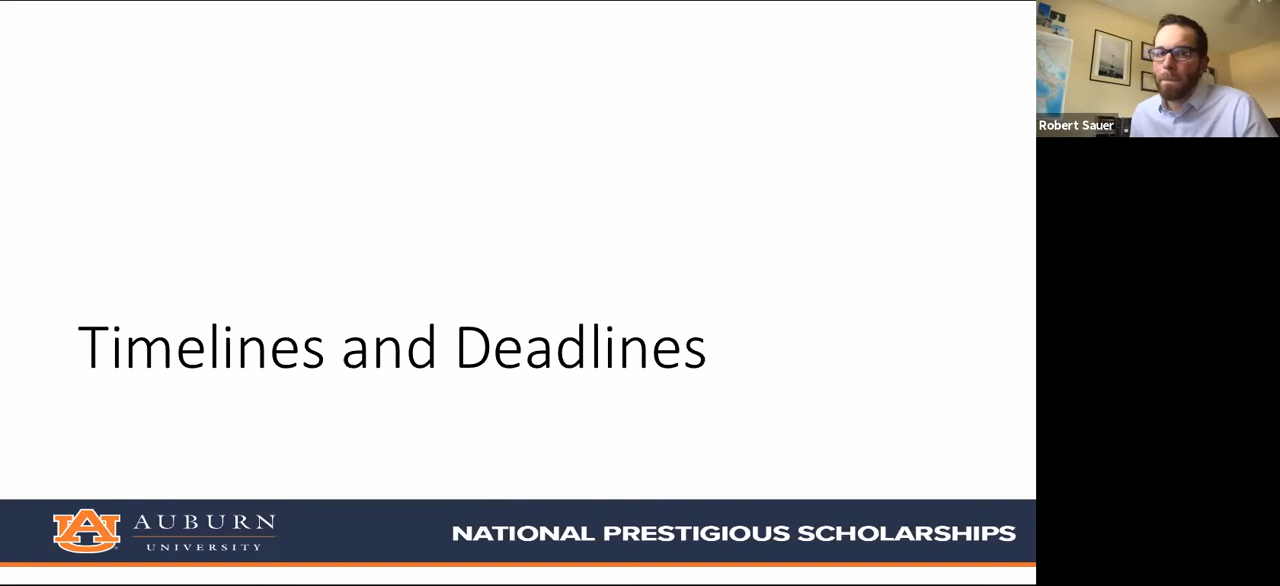 Robert Sauer
Timelines and Deadlines
AUBURN
UNIVERSITY
NATIONAL PRESTIGIOUS SCHOLARSHIPS